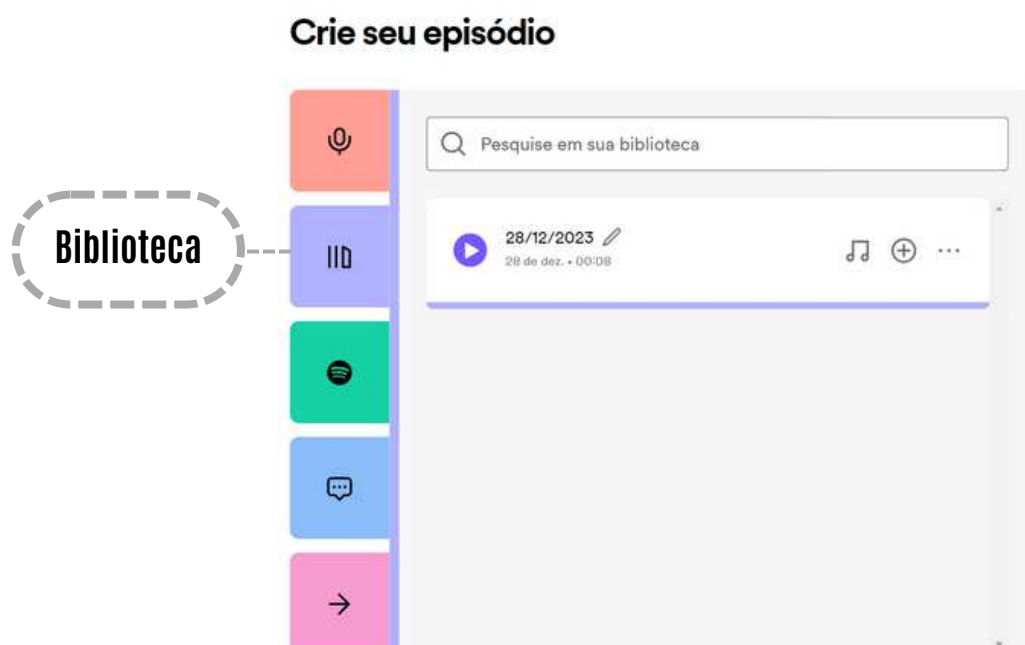 Crie seu episódio
Pesquise em sua biblioteca
Biblioteca
28/12/2023
28 de dez. • 00:08